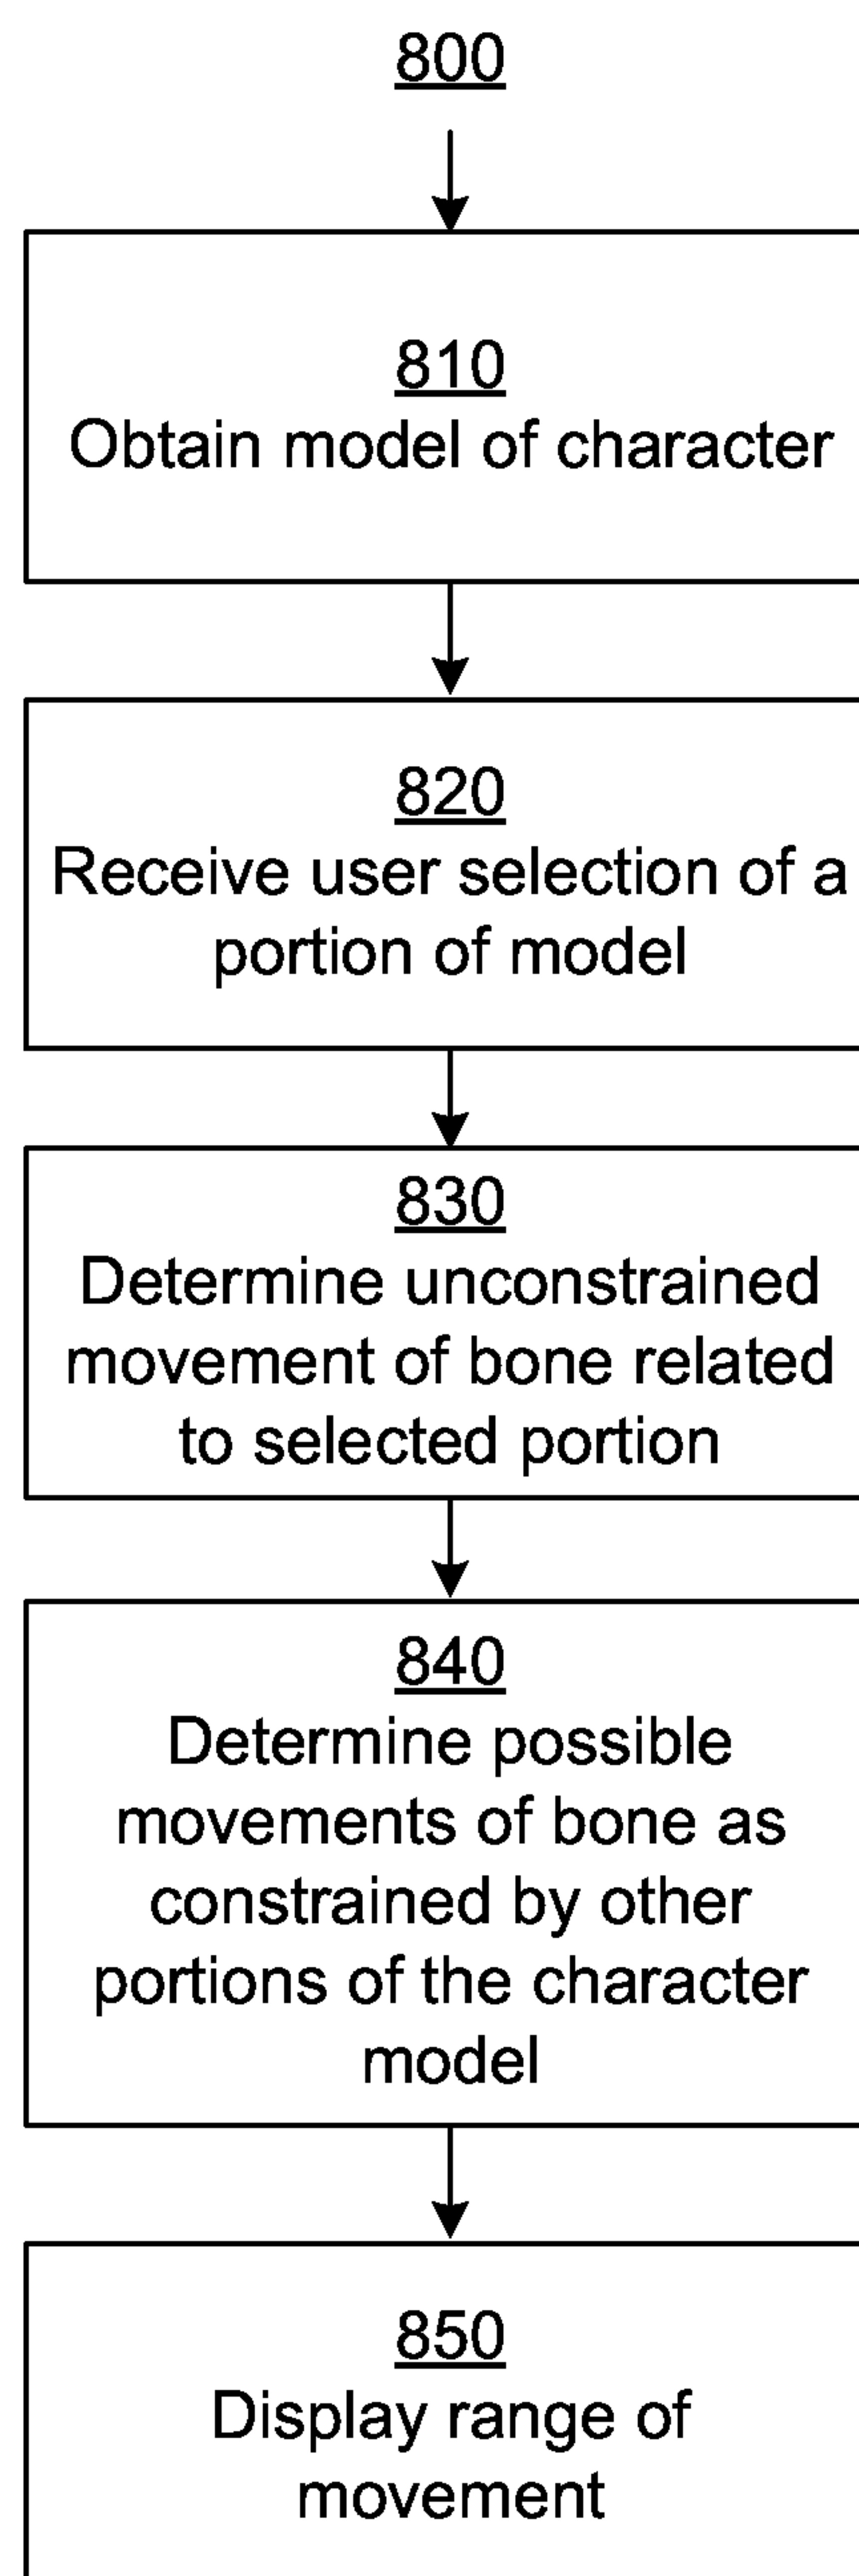 800
810
Obtain model of character
820
Receive user selection of a
portion of model
830
Determine unconstrained
movement of bone related
to selected portion
840
Determine possible
movements of bone as
constrained by other
portions of the character
model
850
Display range of
movement